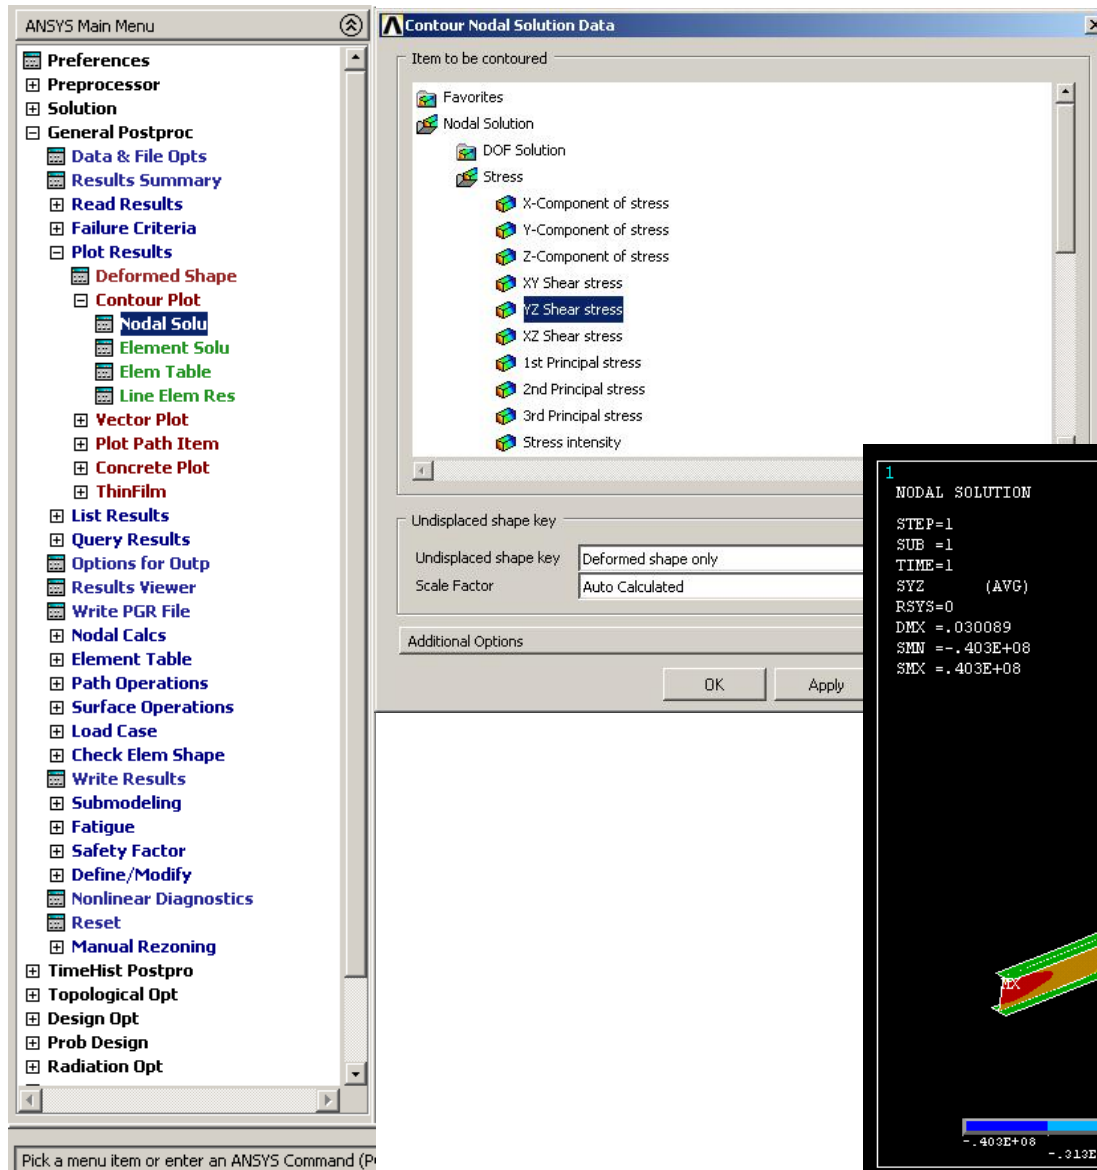 ANSYS Main Menu
Preferences
Preprocessor
Solution
General Postproc
Data & File Opts
Results Summary
Read Results
Failure Criteria
Plot Results
Deformed Shape
Contour Plot
Nodal Solu
Element Solu
Elem Table
Line Elem Res
Vector Plot
Plot Path Item
Concrete Plot
ThinFilm
List Results
Query Results
Options for Outp
Results Viewer
Write PGR File
Nodal Calcs
Element Table
Path Operations
Surface Operations
Load Case
Check Elem Shape
Write Results
Submodeling
Fatigue
Safety Factor
Define/Modify
Nonlinear Diagnostics
Reset
Manual Rezoning
TimeHist Postpro
Topological Opt
Design Opt
Prob Design
Radiation Opt
Pick a menu item or enter an ANSYS Command (P
Contour Nodal Solution Data
Item to be contoured
Favorites
Nodal Solution
DOF Solution
Stress
X-Component of stress
Y-Component of stress
Z-Component of stress
XY Shear stress
YZ Shear stress
XZ Shear stress
1st Principal stress
2nd Principal stress
3rd Principal stress
Stress intensity
Undisplaced shape key
Undisplaced shape key Deformed shape only
Scale Factor Auto Calculated
Additional Options
OK Apply
1
NODAL SOLUTION
STEP=1
SUB =1
TIME=1
SYZ (AVG)
RSYS=0
DMX =.030089
SMN =-.403E+08
SMX =.403E+08
MX
-.403E+08
-.313E